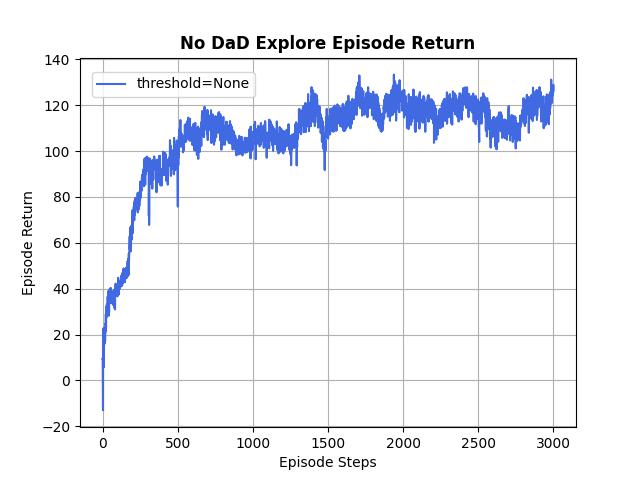 No DaD Explore Episode Return
threshold=None
140
120
100
80
60
40
20
0
−20
Episode Return
0 500 1000 1500 2000 2500 3000
Episode Steps